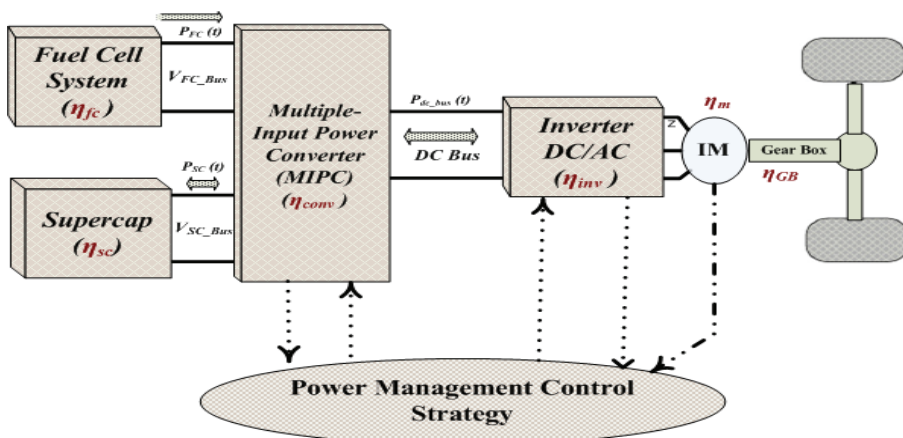 P_FC (t)
Fuel Cell
System
(η_fc)
V_FC_Bus
P_SC (t)
Supercap
(η_sc)
V_SC_Bus
Multiple-
Input Power
Converter
(MIPC)
(η_conv)
P_dc_bus (t)
DC Bus
Inverter
DC/AC
(η_inv)
Z
η_m
IM
Gear Box
η_GB
Power Management Control
Strategy